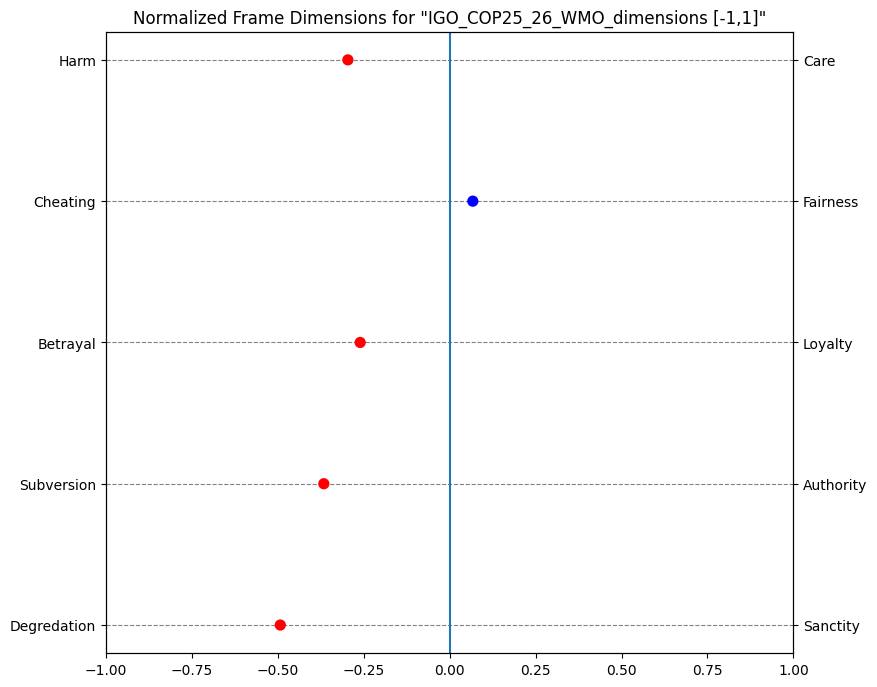 Normalized Frame Dimensions for "IGO_COP25_26_WMO_dimensions [-1,1]"
Harm Care
Cheating Fairness
Betrayal Loyalty
Subversion Authority
Degredation Sanctity
−1.00 −0.75 −0.50 −0.25 0.00 0.25 0.50 0.75 1.00